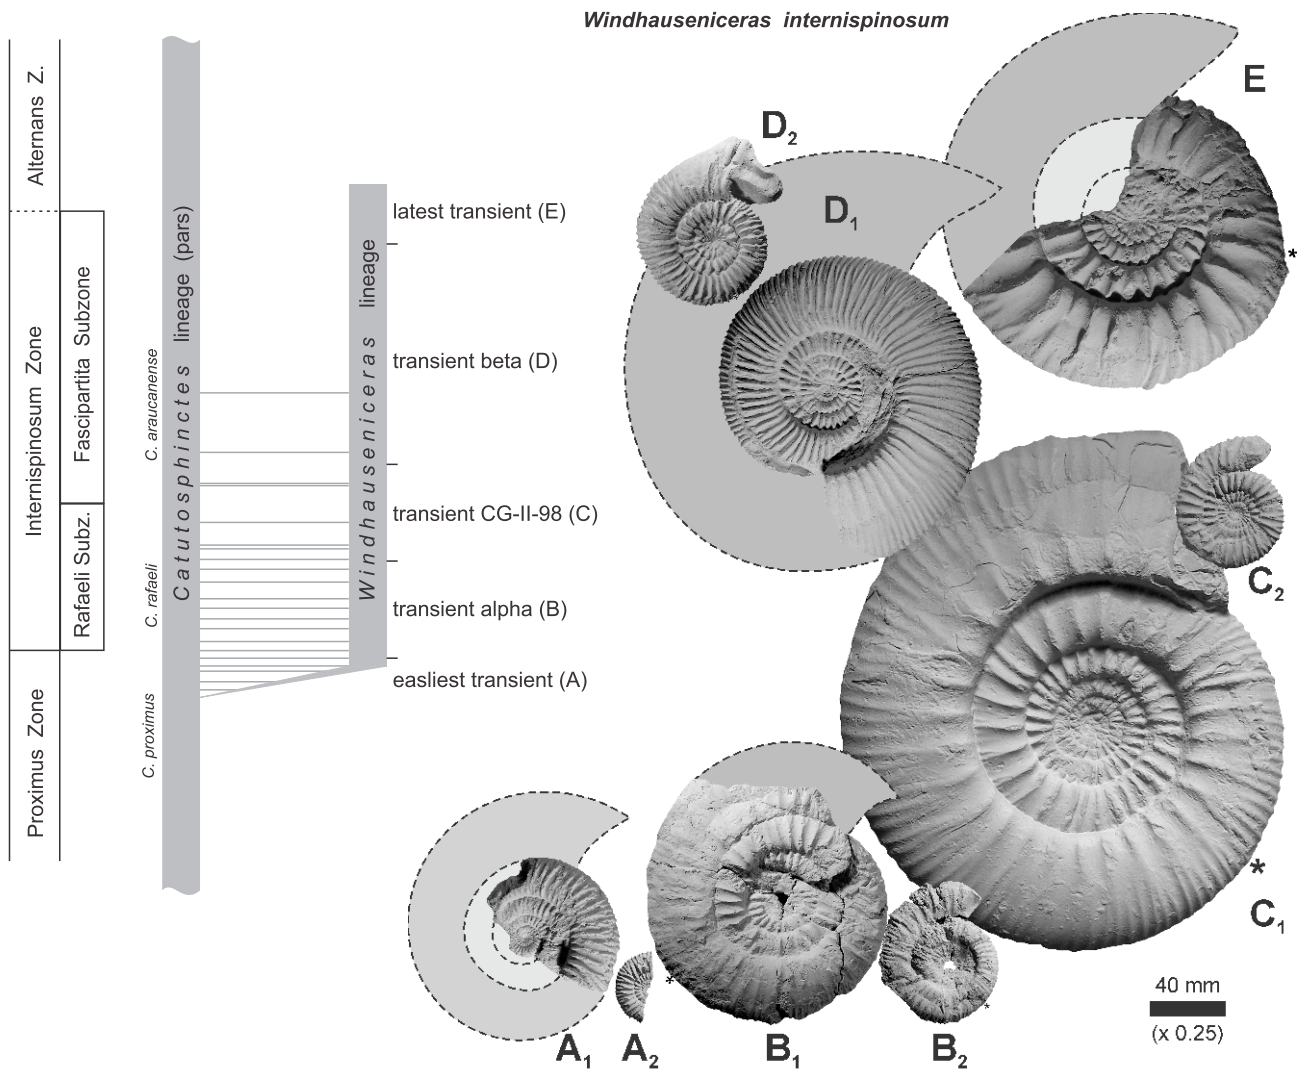 Windhauseniceras internispinosum
Alternans Z.
Internispinosum Zone
Proximus Zone
Fascipartita Subzone
Rafaeli Subz.
C. araucanense
C. rafaeli
C. proximus
Catutosphinctes lineage (pars)
Windhauseniceras lineage
latest transient (E)
transient beta (D)
transient CG-II-98 (C)
transient alpha (B)
easliest transient (A)
E
*
D2
D1
C2
*
C1
A1
A2
*
B1
B2
*
40 mm
(x 0.25)